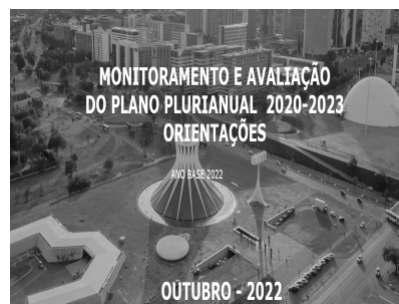 MONITORAMENTO E AVALIAÇÃO
DO PLANO PLURIANUAL 2020-2023
ORIENTAÇÕES
ANO BASE 2022
OUTUBRO - 2022